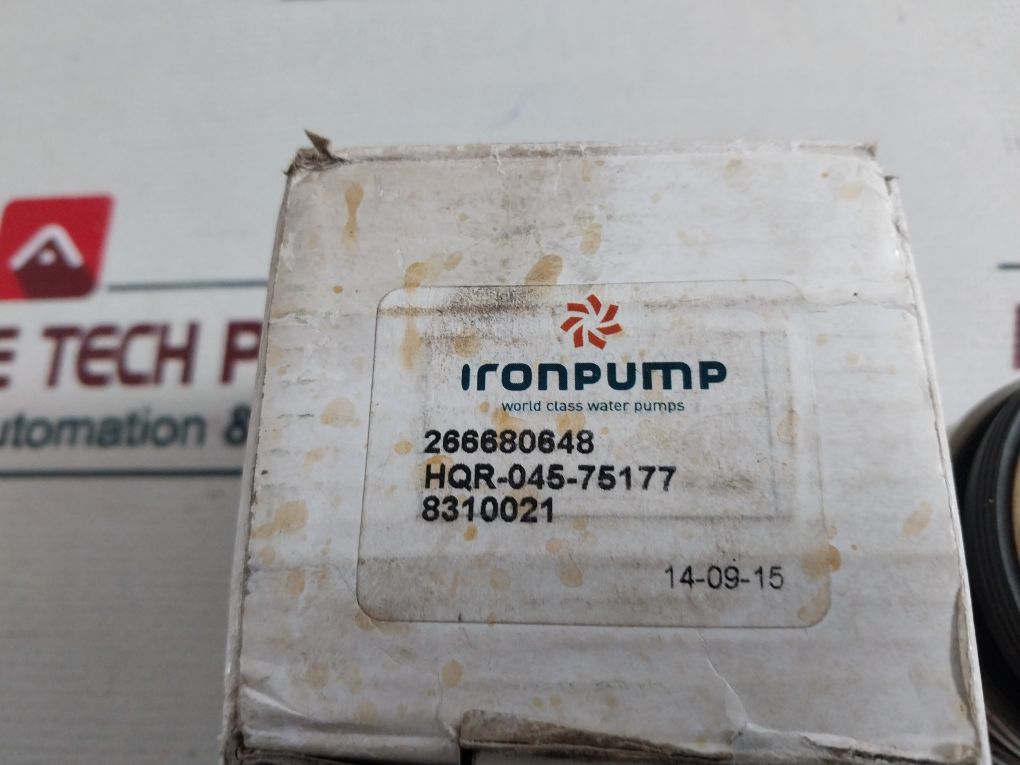 IRONPUMP
world class water pumps
266680648
HQR-045-75177
8310021
14-09-15
E TECH P
utomation &